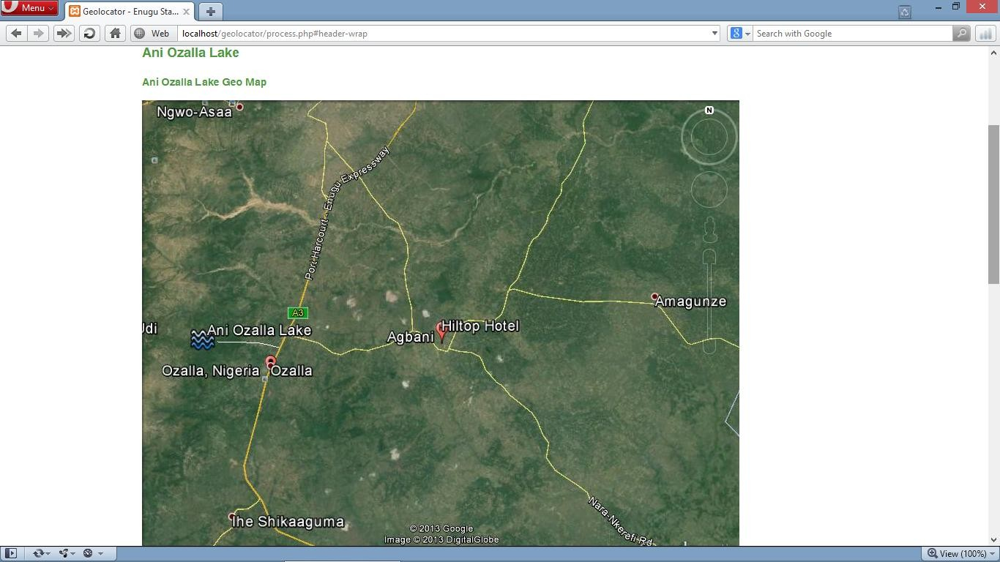 Menu
Geolocator - Enugu Sta...
Web
localhost/geolocator/process.php#header-wrap
Search with Google
Ani Ozalla Lake
Ani Ozalla Lake Geo Map
Ngwo-Asaa
N
Port Harcourt - Enugu Expressway
Amagunze
A3
Udi
Ani Ozalla Lake
Hiltop Hotel
Agbani
Ozalla, Nigeria
Ozalla
Ihe Shikaaguma
Nara-Nkerefi Rd
© 2013 Google
Image © 2013 DigitalGlobe
View (100%)